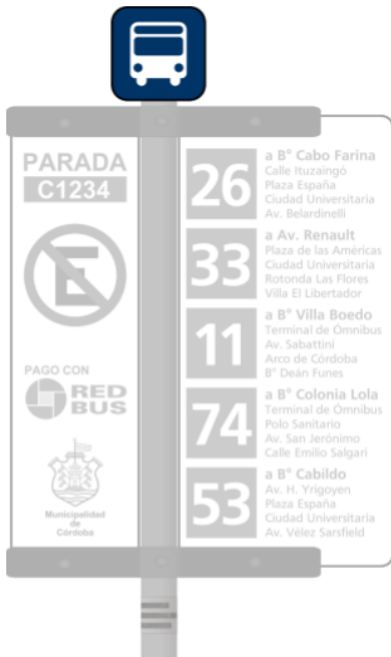 PARADA
C1234
E
PAGO CON
RED
BUS
Municipalidad
de
Córdoba
26
a B° Cabo Farina
Calle Ituzaingó
Plaza España
Ciudad Universitaria
Av. Belardinelli
33
a Av. Renault
Plaza de las Américas
Ciudad Universitaria
Rotonda Las Flores
Villa El Libertador
11
a B° Villa Boedo
Terminal de Ómnibus
Av. Sabattini
Arco de Córdoba
B° Deán Funes
74
a B° Colonia Lola
Terminal de Ómnibus
Polo Sanitario
Av. San Jerónimo
Calle Emilio Salgari
53
a B° Cabildo
Av. H. Yrigoyen
Plaza España
Ciudad Universitaria
Av. Vélez Sarsfield